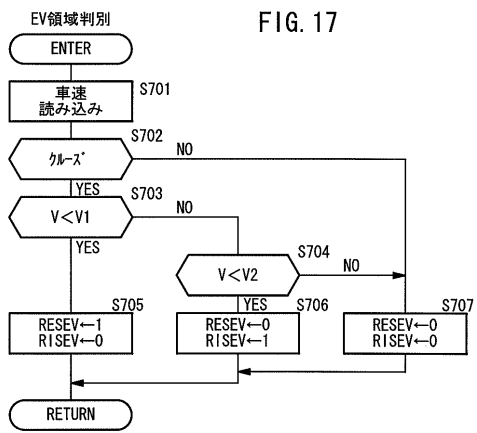 FIG. 17
EV領域判別
ENTER
車速
読み込み
S701
クルーズ
S702
NO
YES
V<V1
S703
NO
YES
V<V2
S704
NO
YES
RESEV←1
RISEV←0
S705
RESEV←0
RISEV←1
S706
RESEV←0
RISEV←0
S707
RETURN